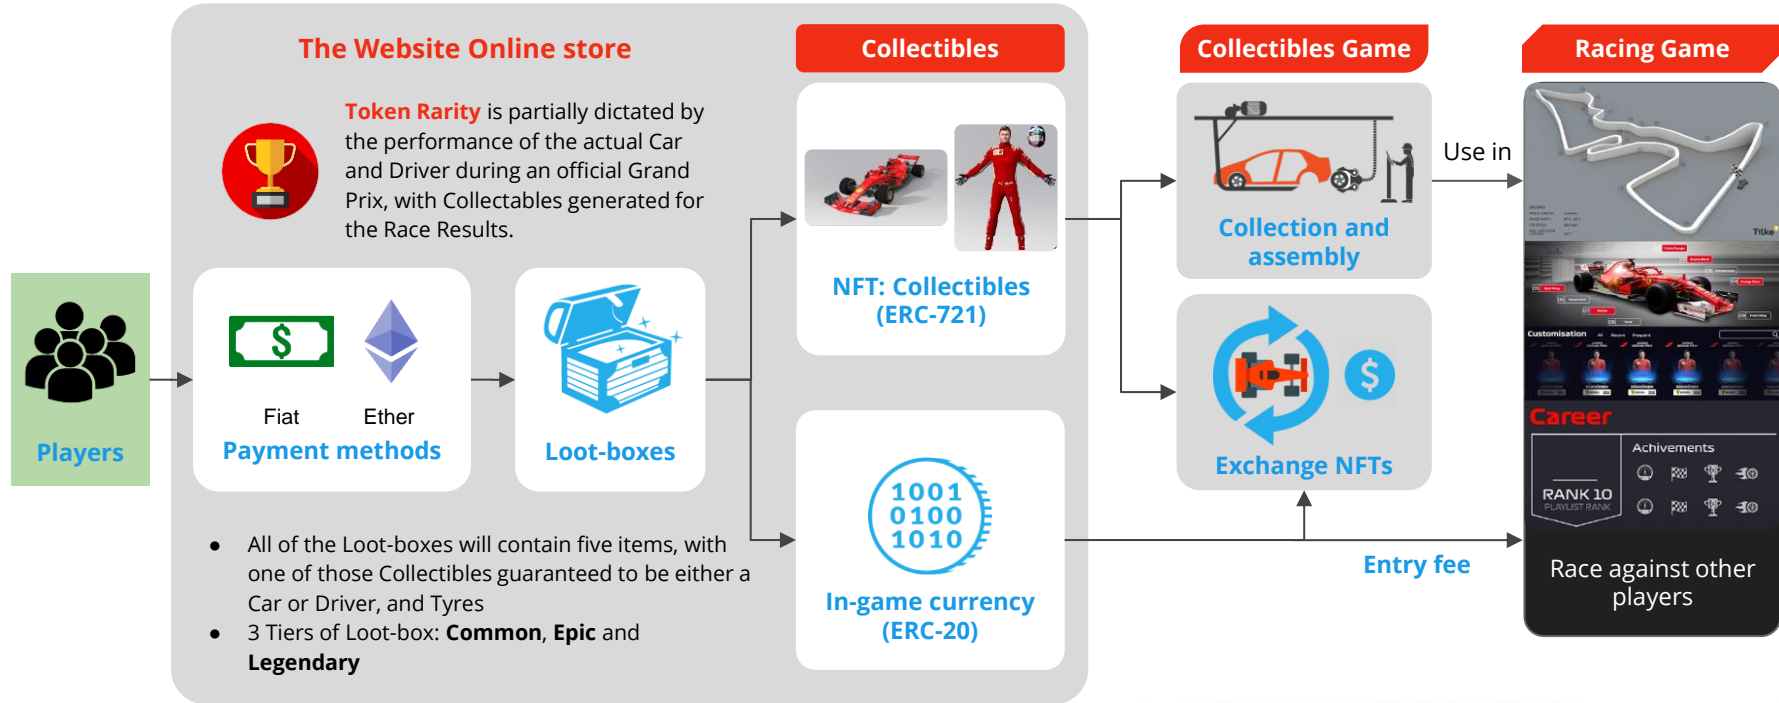 The Website Online store
Token Rarity is partially dictated by
the performance of the actual Car
and Driver during an official Grand
Prix, with Collectables generated for
the Race Results.
Players
Fiat
Ether
Payment methods
Loot-boxes
● All of the Loot-boxes will contain five items, with
one of those Collectibles guaranteed to be either a
Car or Driver, and Tyres
● 3 Tiers of Loot-box: Common, Epic and
Legendary
Collectibles
NFT: Collectibles
(ERC-721)
1001
0100
1010
In-game currency
(ERC-20)
Collectibles Game
Collection and
assembly
Exchange NFTs
Use in
Entry fee
Racing Game
Tilke
Customisation All Recent Frequent
Career
Achivements
RANK 10
PLAYLIST RANK
Race against other
players